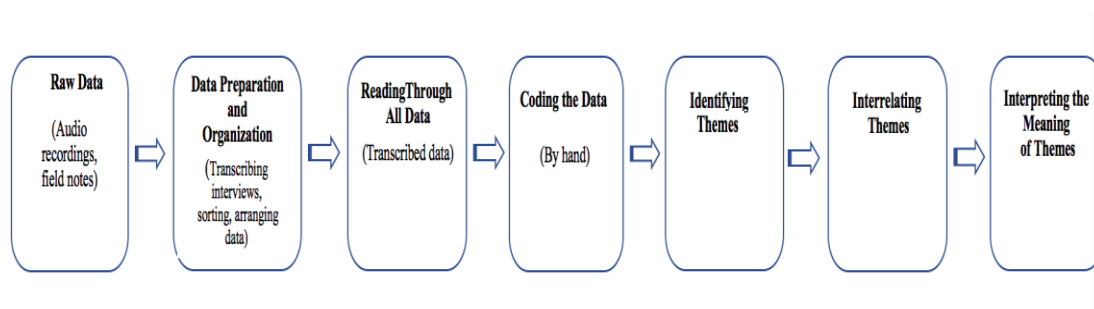 Raw Data
(Audio
recordings,
field notes)
Data Preparation
and
Organization
(Transcribing
interviews,
sorting, arranging
data)
ReadingThrough
All Data
(Transcribed data)
Coding the Data
(By hand)
Identifying
Themes
Interrelating
Themes
Interpreting the
Meaning
of Themes